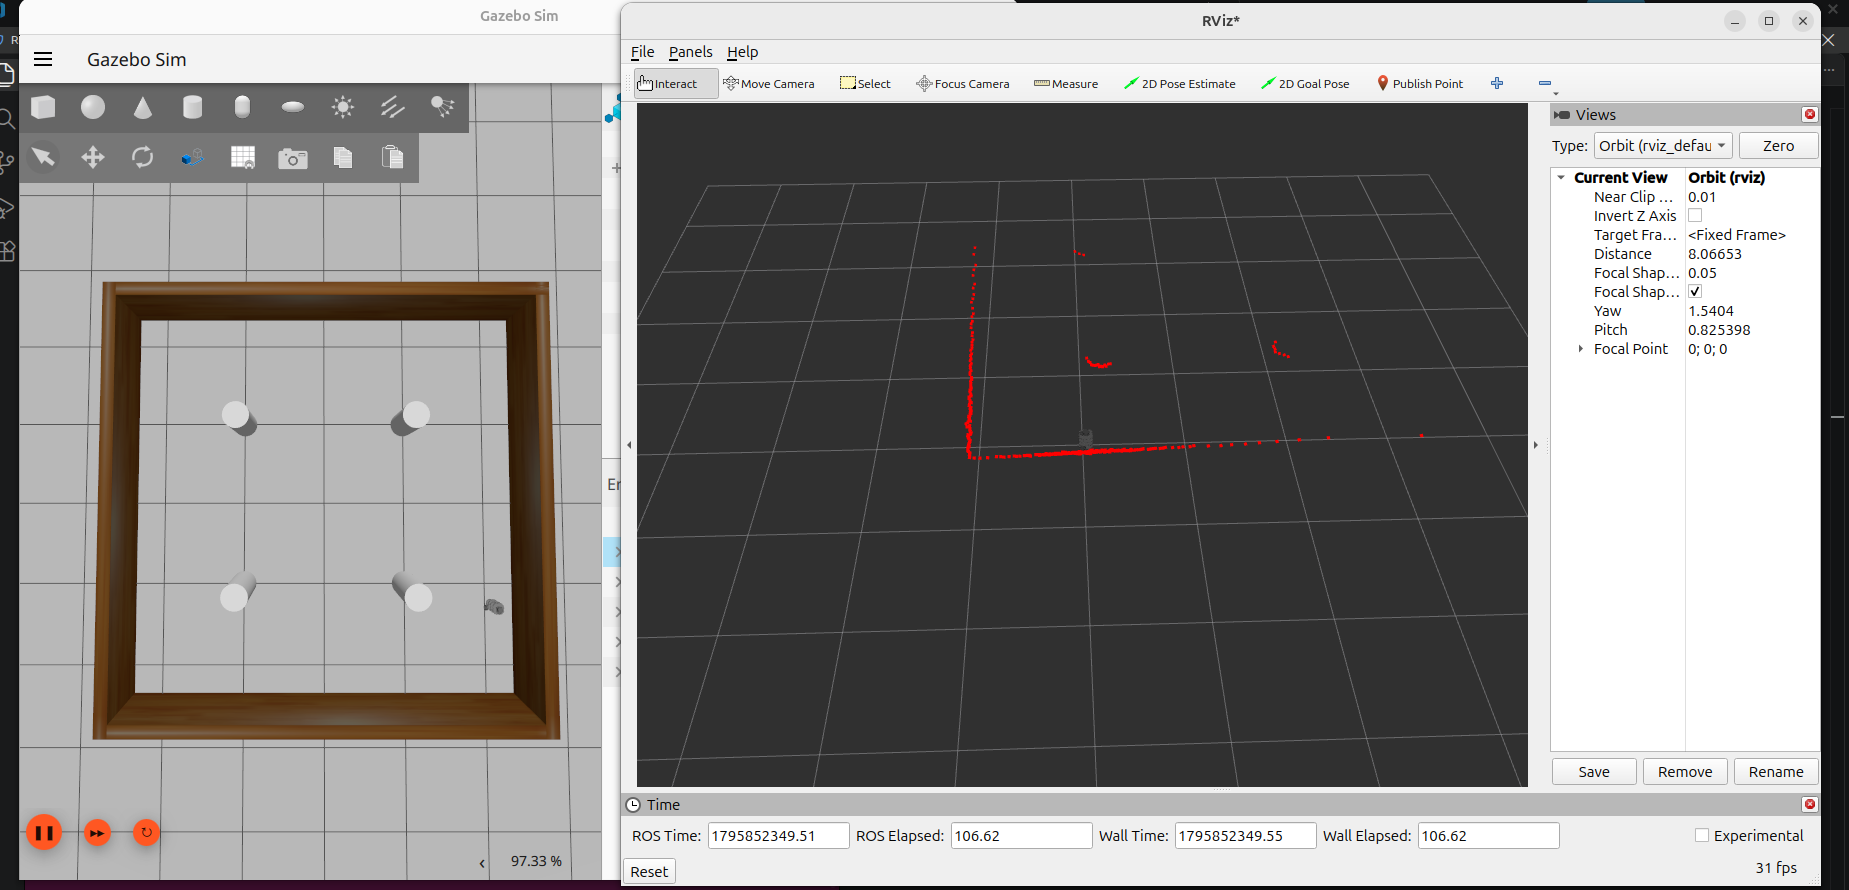 Gazebo Sim
RViz*
R
Gazebo Sim
File Panels Help
Interact Move Camera Select Focus Camera Measure 2D Pose Estimate 2D Goal Pose Publish Point
Views
Type: Orbit (rviz_defau Zero
Current View Orbit (rviz)
Near Clip … 0.01
Invert Z Axis
Target Fra… <Fixed Frame>
Distance 8.06653
Focal Shap… 0.05
Focal Shap… ✓
Yaw 1.5404
Pitch 0.825398
Focal Point 0; 0; 0
Er
Save Remove Rename
Time
ROS Time: 1795852349.51 ROS Elapsed: 106.62 Wall Time: 1795852349.55 Wall Elapsed: 106.62 Experimental
97.33 %
Reset
31 fps